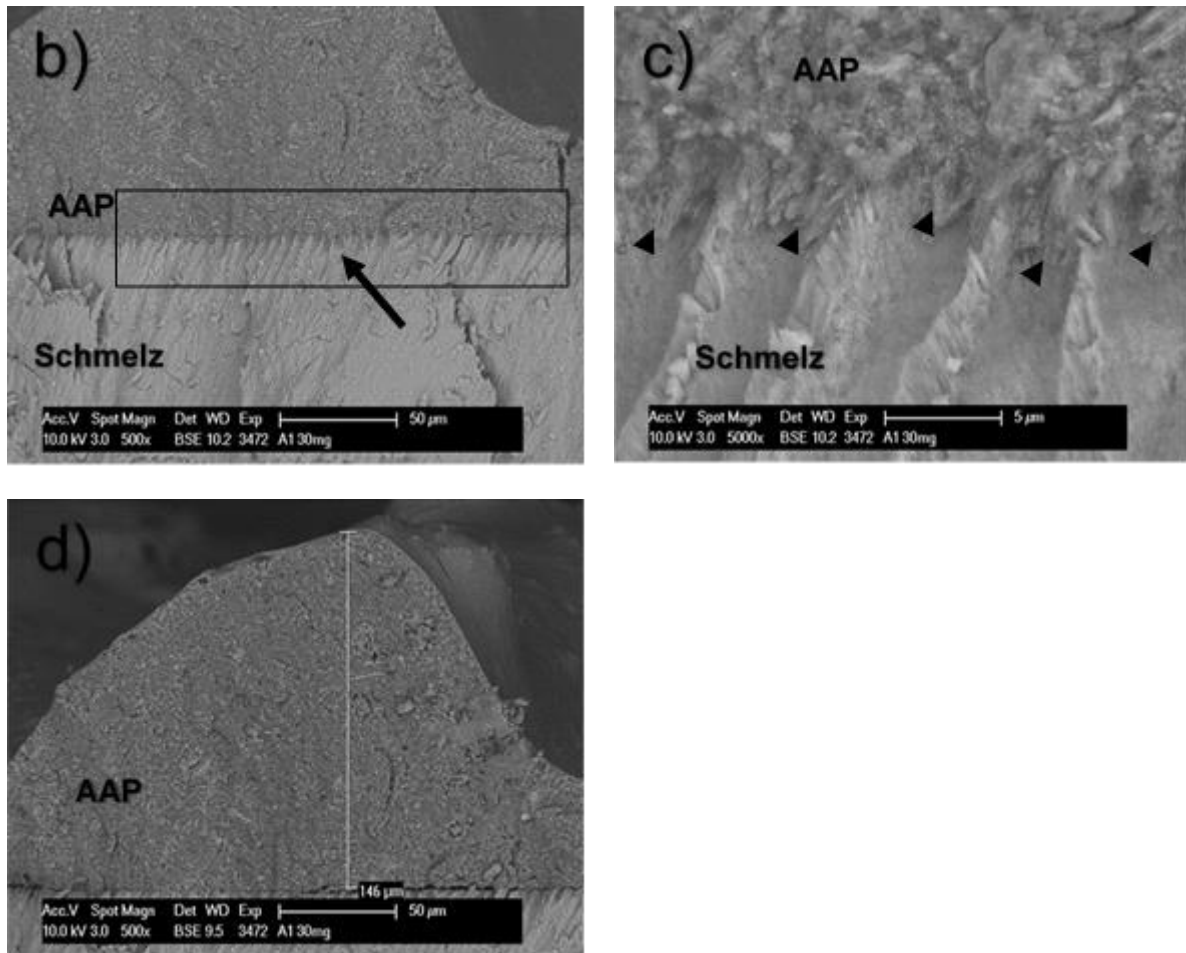 b)
AAP
Schmelz
Acc.V Spot Magn Det WD Exp 50 µm
10.0 kV 3.0 500x BSE 10.2 3472 A1 30mg
c)
AAP
Schmelz
Acc.V Spot Magn Det WD Exp 5 µm
10.0 kV 3.0 5000x BSE 10.2 3472 A1 30mg
d)
AAP
146 µm
Acc.V Spot Magn Det WD Exp 50 µm
10.0 kV 3.0 500x BSE 9.5 3472 A1 30mg